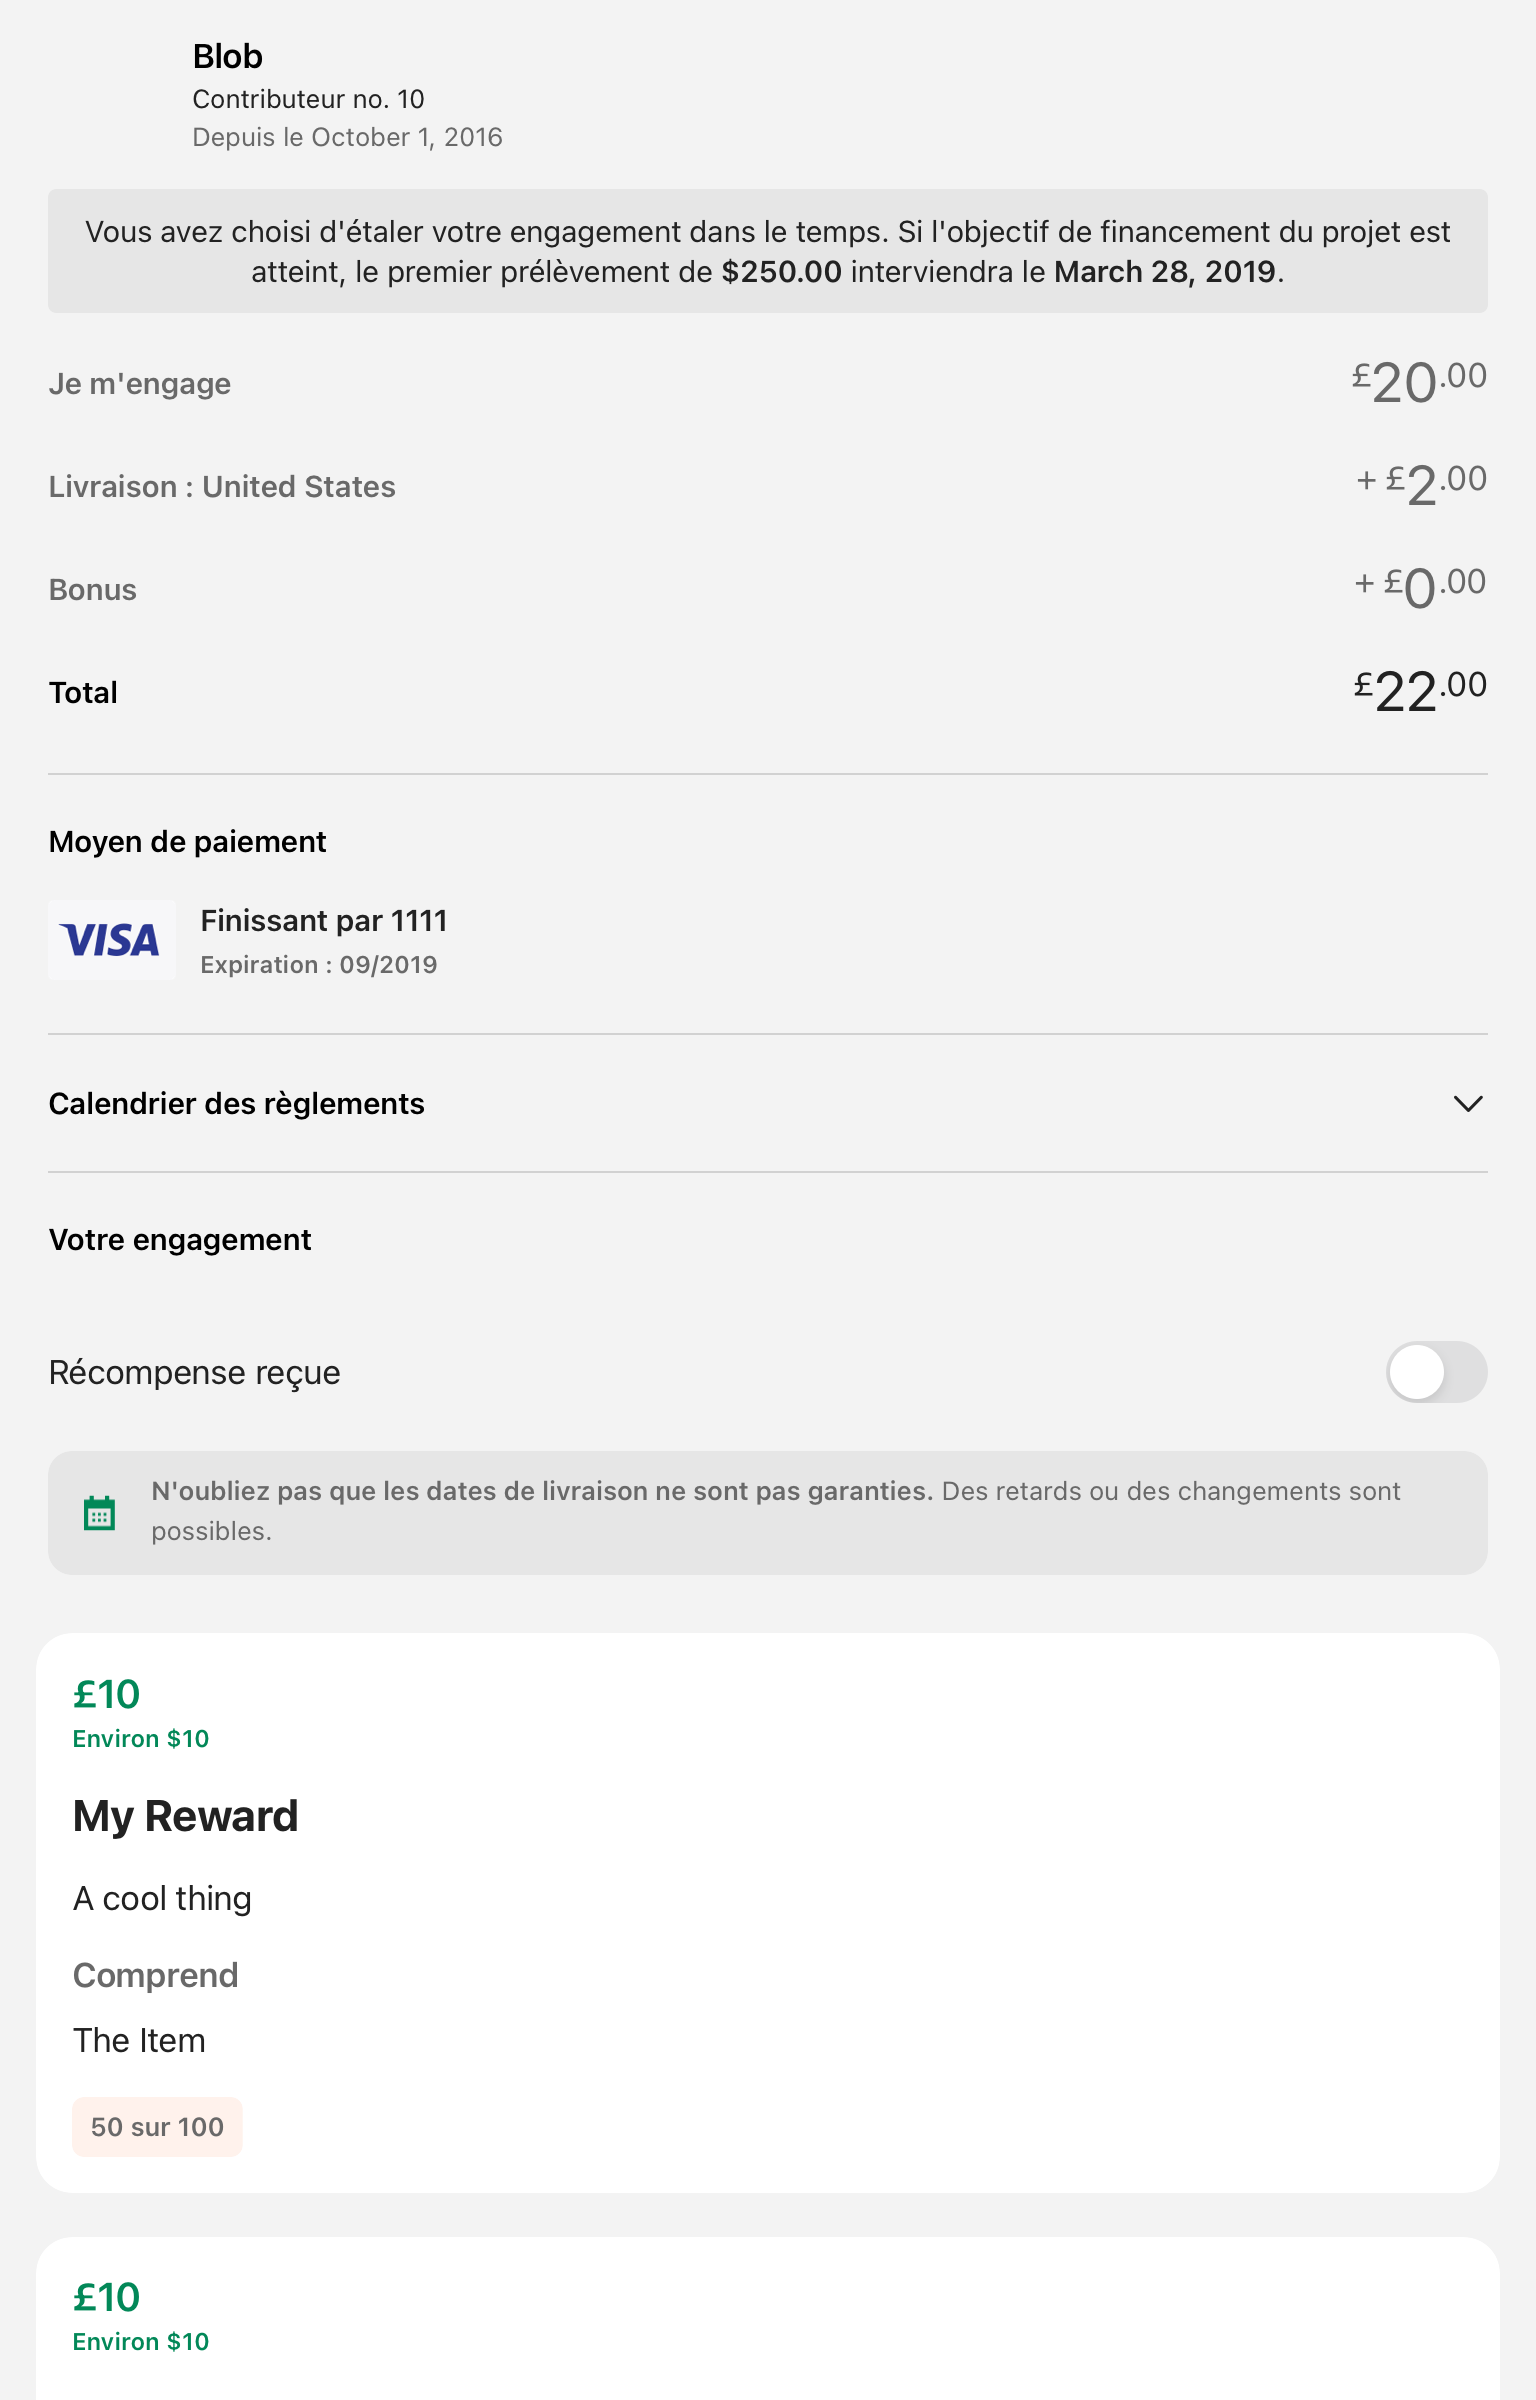 Blob
Contributeur no. 10
Depuis le October 1, 2016
Vous avez choisi d'étaler votre engagement dans le temps. Si l'objectif de financement du projet est
atteint, le premier prélèvement de $250.00 interviendra le March 28, 2019.
Je m'engage £20.00
Livraison : United States + £2.00
Bonus + £0.00
Total £22.00
Moyen de paiement
VISA
Finissant par 1111
Expiration : 09/2019
Calendrier des règlements
Votre engagement
Récompense reçue
N'oubliez pas que les dates de livraison ne sont pas garanties. Des retards ou des changements sont
possibles.
£10
Environ $10
My Reward
A cool thing
Comprend
The Item
50 sur 100
£10
Environ $10